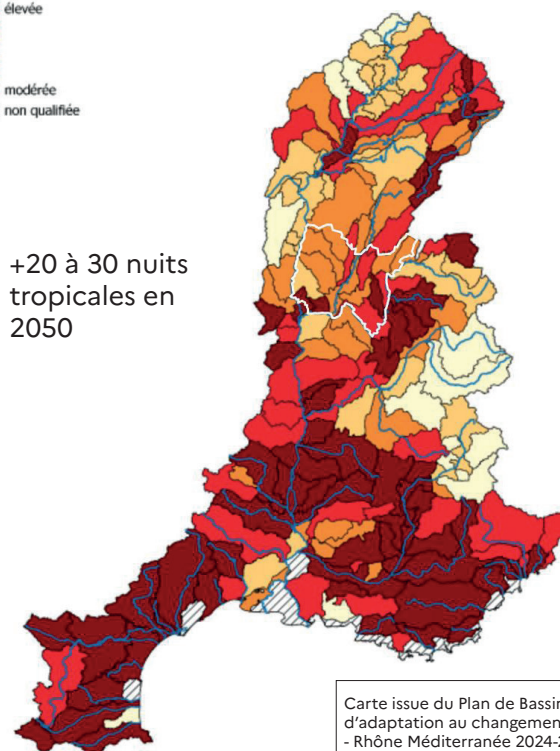 élevée
modérée
non qualifiée
+20 à 30 nuits
tropicales en
2050
Carte issue du Plan de Bassin
d'adaptation au changement
- Rhône Méditerranée 2024-